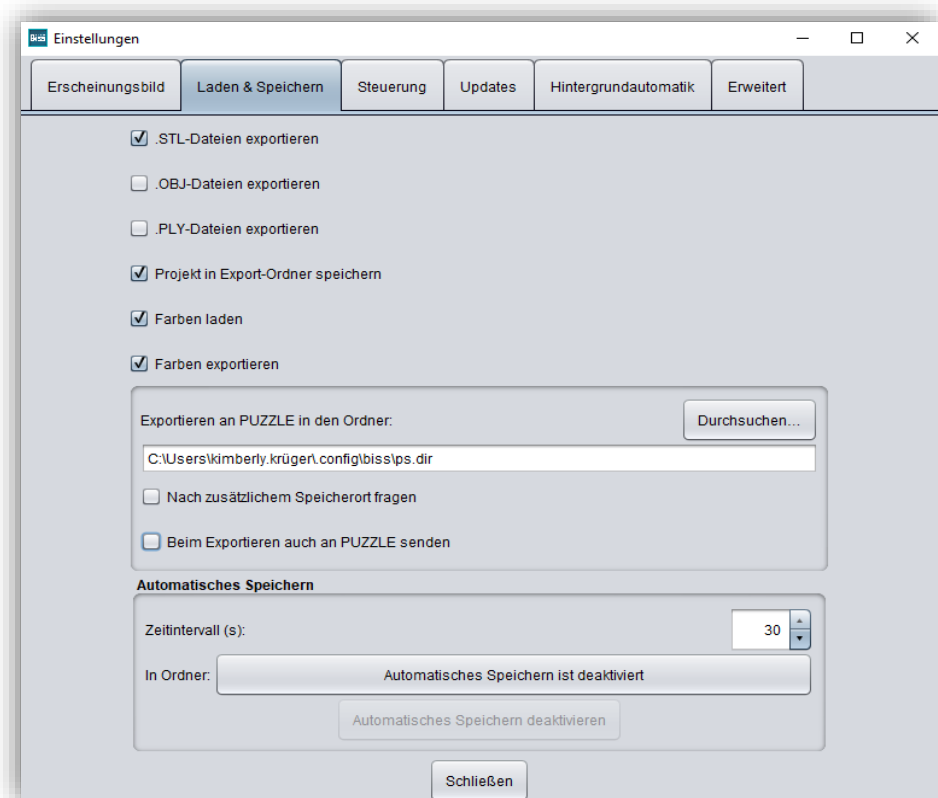 Biss Einstellungen
Erscheinungsbild Laden & Speichern Steuerung Updates Hintergrundautomatik Erweitert
.STL-Dateien exportieren
.OBJ-Dateien exportieren
.PLY-Dateien exportieren
Projekt in Export-Ordner speichern
Farben laden
Farben exportieren
Exportieren an PUZZLE in den Ordner: Durchsuchen...
C:\Users\kimberly.krüger\.config\biss\ps.dir
Nach zusätzlichem Speicherort fragen
Beim Exportieren auch an PUZZLE senden
Automatisches Speichern
Zeitintervall (s): 30
In Ordner: Automatisches Speichern ist deaktiviert
Automatisches Speichern deaktivieren
Schließen